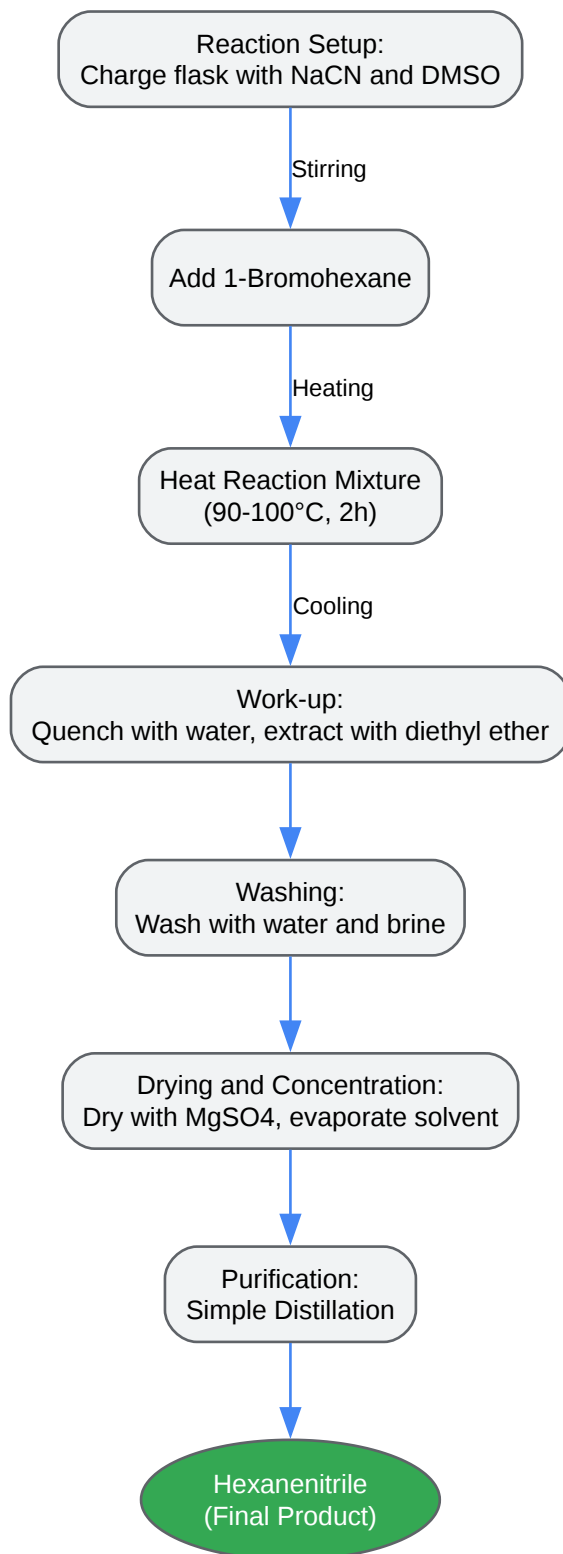 Reaction Setup:
Charge flask with NaCN and DMSO
Stirring
Add 1-Bromohexane
Heating
Heat Reaction Mixture
(90-100°C, 2h)
Cooling
Work-up:
Quench with water, extract with diethyl ether
Washing:
Wash with water and brine
Drying and Concentration:
Dry with MgSO4, evaporate solvent
Purification:
Simple Distillation
Hexanenitrile
(Final Product)